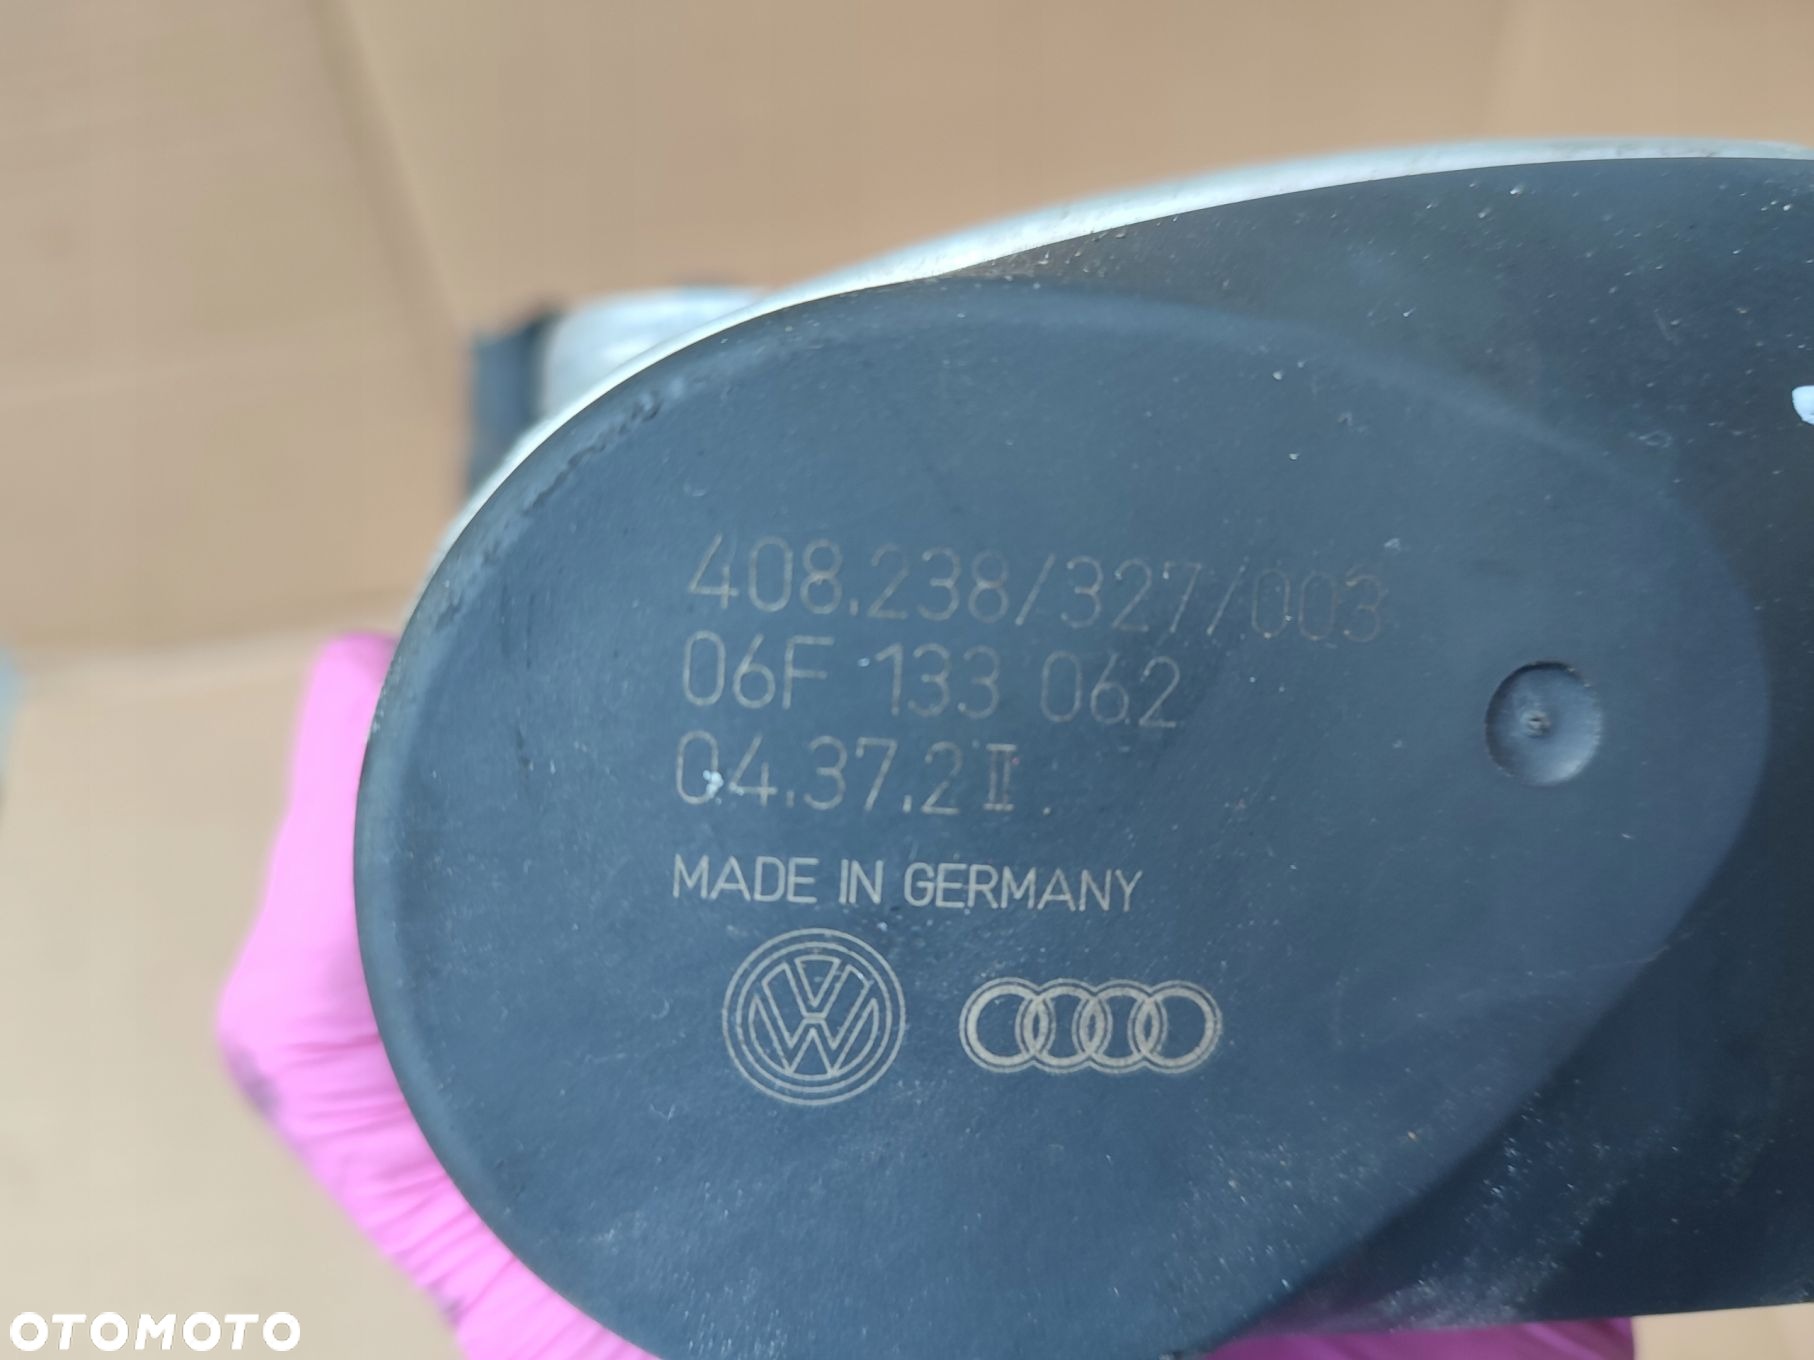 408.238/327/003
06F 133 062
04.37.2 II .
MADE IN GERMANY
OTOMOTO